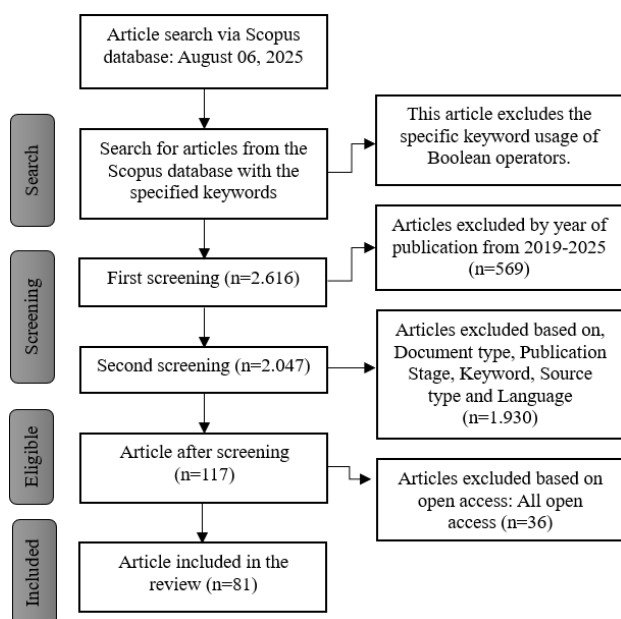 Article search via Scopus
database: August 06, 2025
Search
Search for articles from the
Scopus database with the
specified keywords
This article excludes the
specific keyword usage of
Boolean operators.
Screening
First screening (n=2.616)
Articles excluded by year of
publication from 2019-2025
(n=569)
Second screening (n=2.047)
Articles excluded based on,
Document type, Publication
Stage, Keyword, Source
type and Language
(n=1.930)
Eligible
Article after screening
(n=117)
Articles excluded based on
open access: All open
access (n=36)
Included
Article included in the
review (n=81)